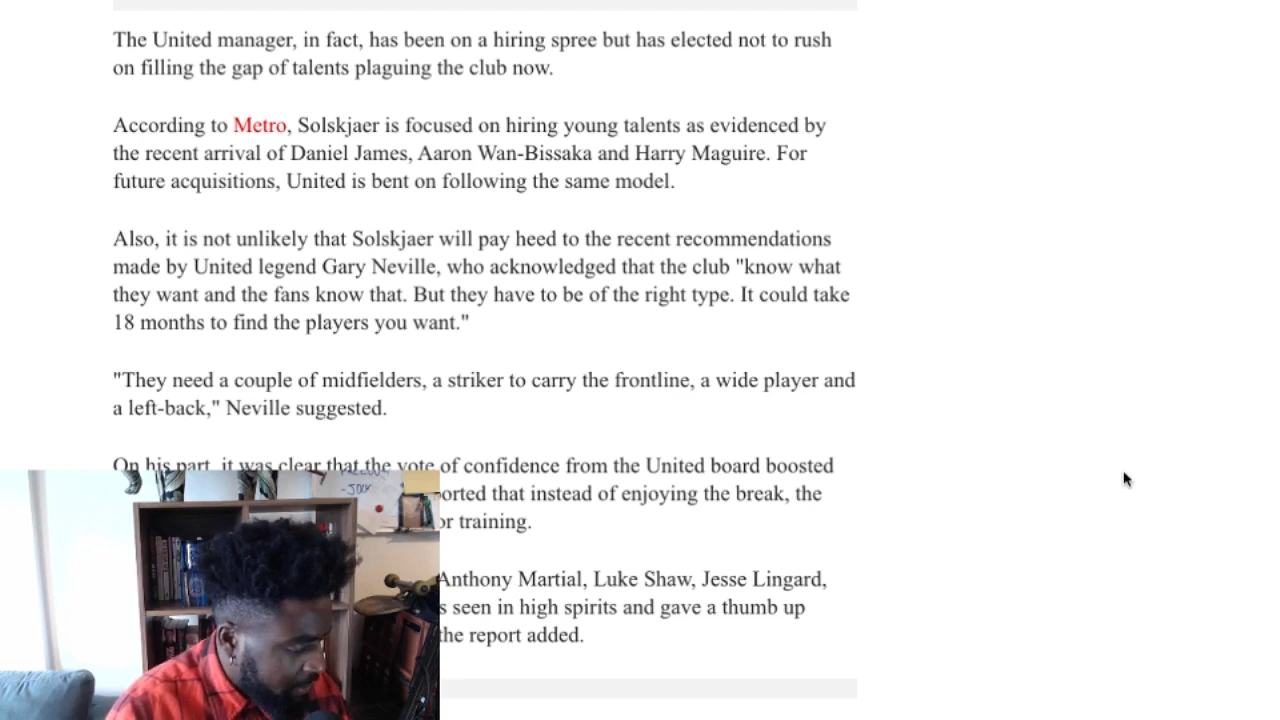 The United manager, in fact, has been on a hiring spree but has elected not to rush
on filling the gap of talents plaguing the club now.
According to Metro, Solskjaer is focused on hiring young talents as evidenced by
the recent arrival of Daniel James, Aaron Wan-Bissaka and Harry Maguire. For
future acquisitions, United is bent on following the same model.
Also, it is not unlikely that Solskjaer will pay heed to the recent recommendations
made by United legend Gary Neville, who acknowledged that the club "know what
they want and the fans know that. But they have to be of the right type. It could take
18 months to find the players you want."
"They need a couple of midfielders, a striker to carry the frontline, a wide player and
a left-back," Neville suggested.
On his part, it was clear that the vote of confidence from the United board boosted
that instead of enjoying the break, the
training.
Anthony Martial, Luke Shaw, Jesse Lingard,
seen in high spirits and gave a thumb up
the report added.
-JOCK